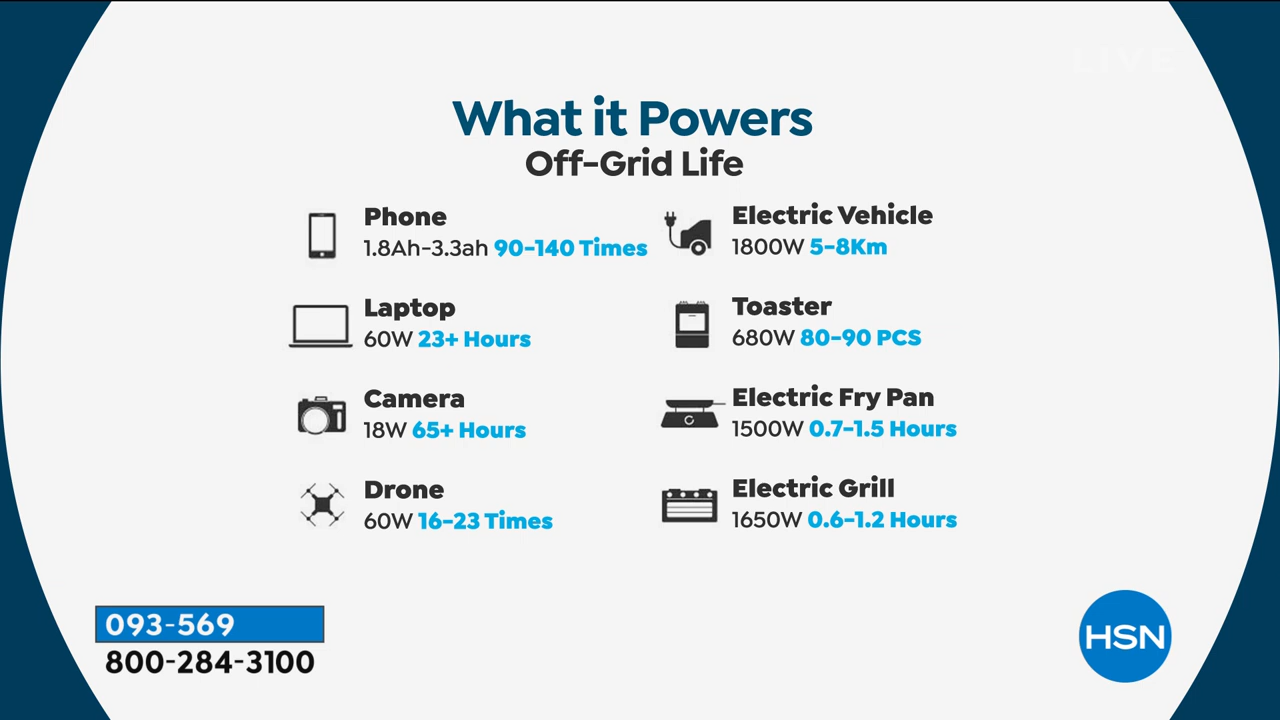 LIVE
What it Powers
Off-Grid Life
Phone
1.8Ah-3.3ah 90-140 Times
Laptop
60W 23+ Hours
Camera
18W 65+ Hours
Drone
60W 16-23 Times
Electric Vehicle
1800W 5-8Km
Toaster
680W 80-90 PCS
Electric Fry Pan
1500W 0.7-1.5 Hours
Electric Grill
1650W 0.6-1.2 Hours
093-569
800-284-3100
HSN